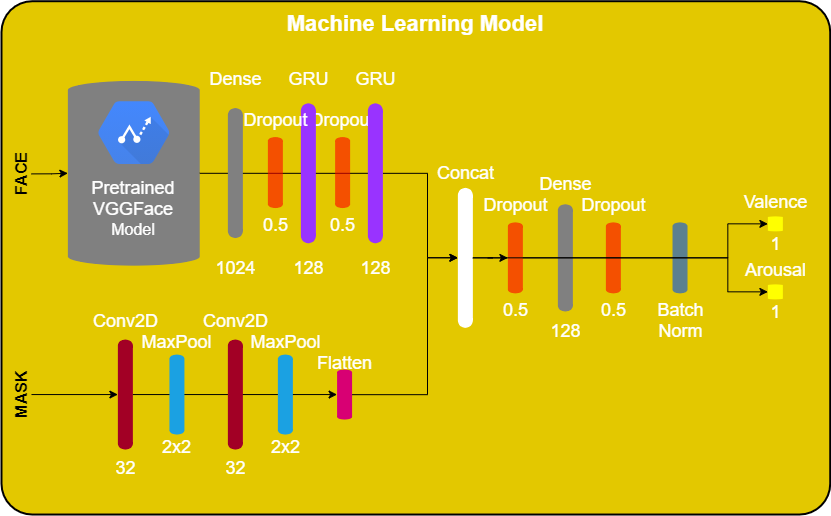 Machine Learning Model
Dense
GRU
GRU
Dropout
Dropou
FACE
Pretrained
VGGFace
Model
0.5
0.5
1024
128
128
Concat
Dense
Dropout
Dropout
Valence
1
Arousal
1
0.5
0.5
128
Batch
Norm
Conv2D
MaxPool
Conv2D
MaxPool
Flatten
MASK
2x2
2x2
32
32